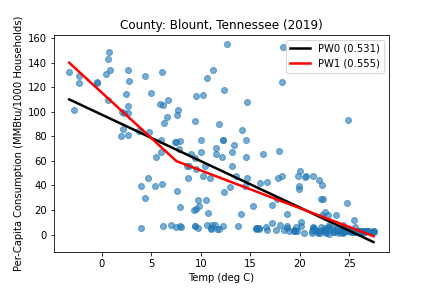 County: Blount, Tennessee (2019)
PW0 (0.531)
PW1 (0.555)
Per-Capita Consumption (MMBtu/1000 Households)
160
140
120
100
80
60
40
20
0
0 5 10 15 20 25
Temp (deg C)